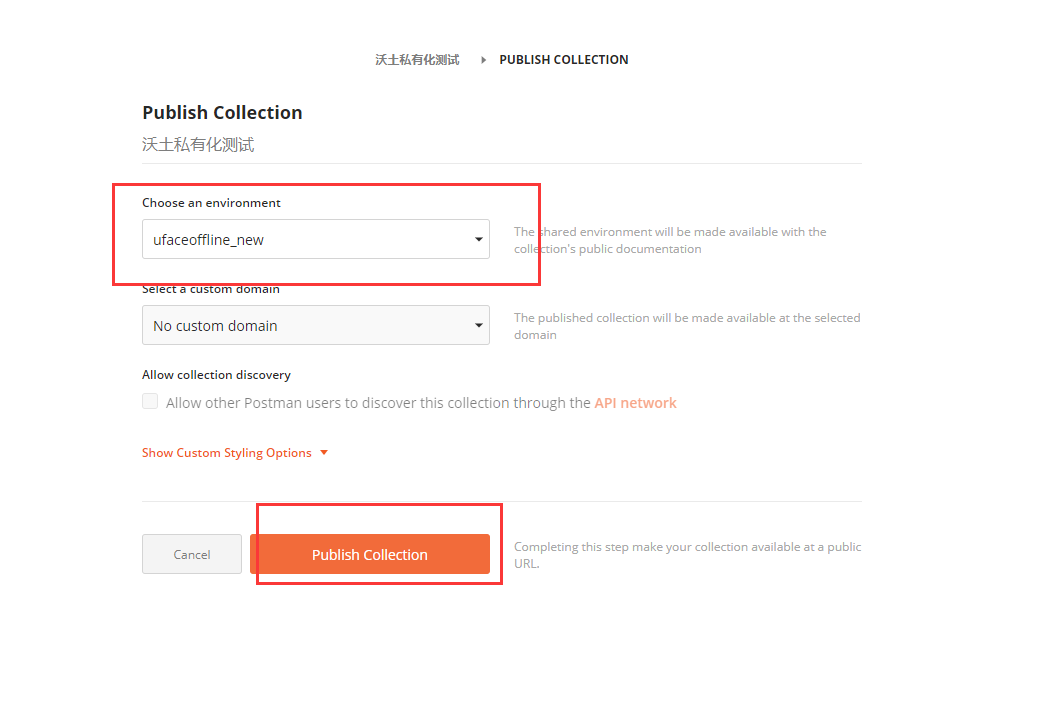 沃土私有化测试 PUBLISH COLLECTION
Publish Collection
沃土私有化测试
Choose an environment
ufaceoffline_new
The shared environment will be made available with the
collection's public documentation
Select a custom domain
No custom domain
The published collection will be made available at the selected
domain
Allow collection discovery
Allow other Postman users to discover this collection through the API network
Show Custom Styling Options
Cancel
Publish Collection
Completing this step make your collection available at a public
URL.